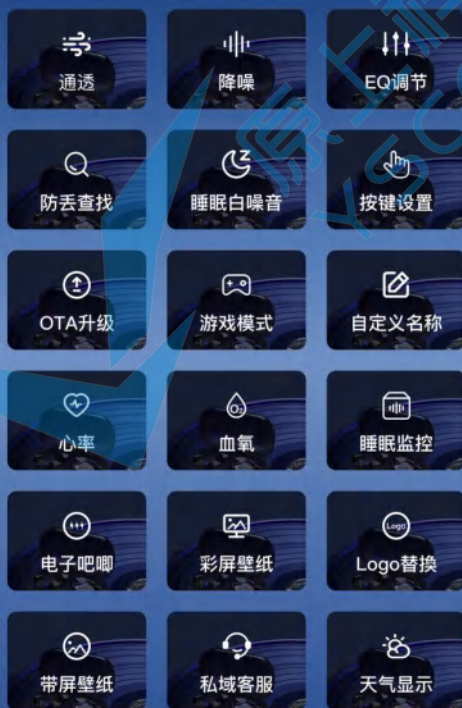 通透
降噪
EQ调节
防丢查找
睡眠白噪音
按键设置
OTA升级
游戏模式
自定义名称
心率
O₂
血氧
睡眠监控
电子吧唧
彩屏壁纸
Logo
Logo替换
带屏壁纸
私域客服
天气显示